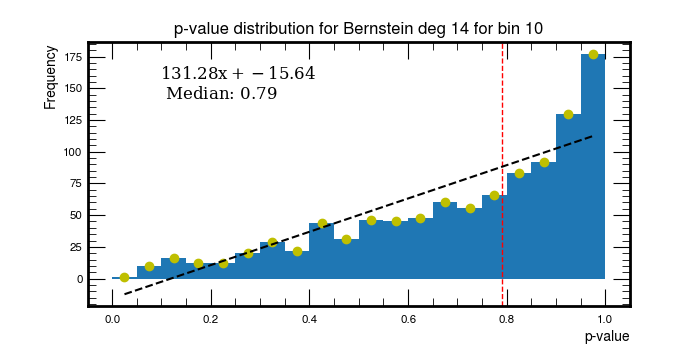 p-value distribution for Bernstein deg 14 for bin 10
Frequency
131.28x + −15.64
Median: 0.79
175
150
125
100
75
50
25
0
0.0 0.2 0.4 0.6 0.8 1.0
p-value